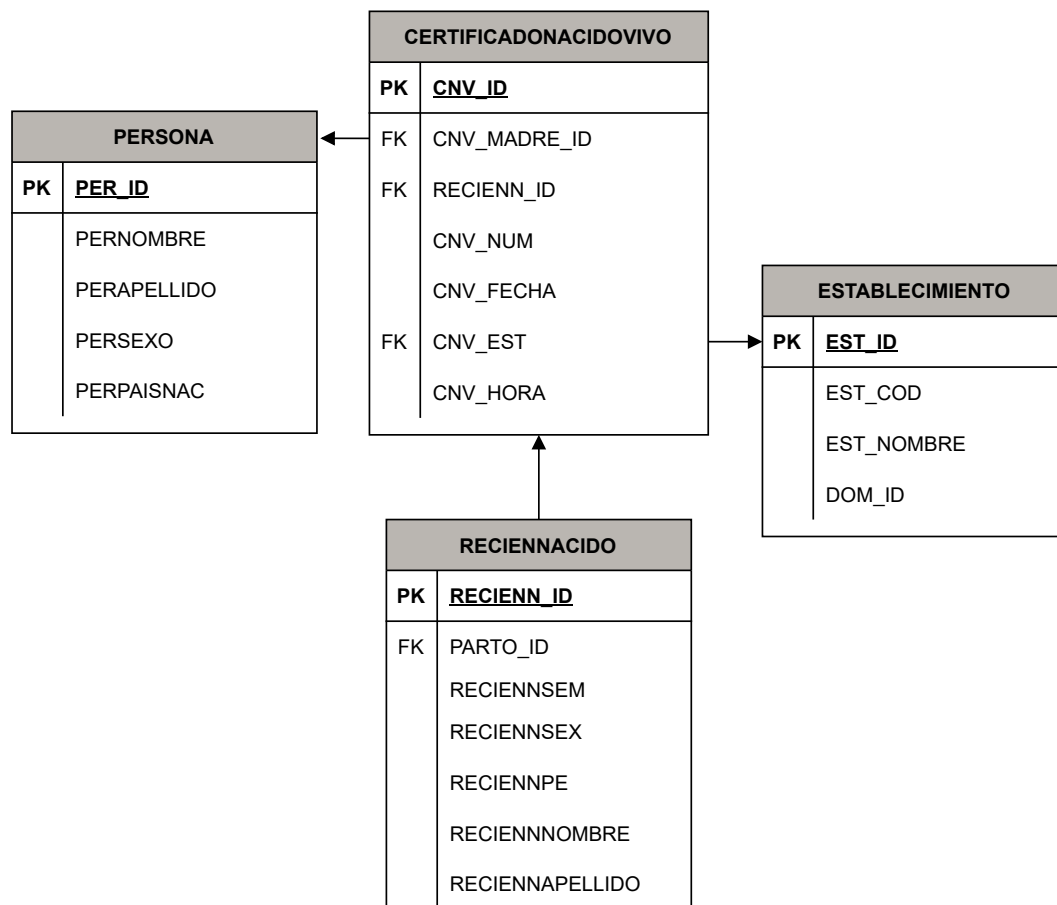 CERTIFICADONACIDOVIVO
PK CNV_ID
FK CNV_MADRE_ID
FK RECIENN_ID
CNV_NUM
CNV_FECHA
FK CNV_EST
CNV_HORA
PERSONA
PK PER_ID
PERNOMBRE
PERAPELLIDO
PERSEXO
PERPAISNAC
ESTABLECIMIENTO
PK EST_ID
EST_COD
EST_NOMBRE
DOM_ID
RECIENNACIDO
PK RECIENN_ID
FK PARTO_ID
RECIENNSEM
RECIENNSEX
RECIENNPE
RECIENNNOMBRE
RECIENNAPELLIDO